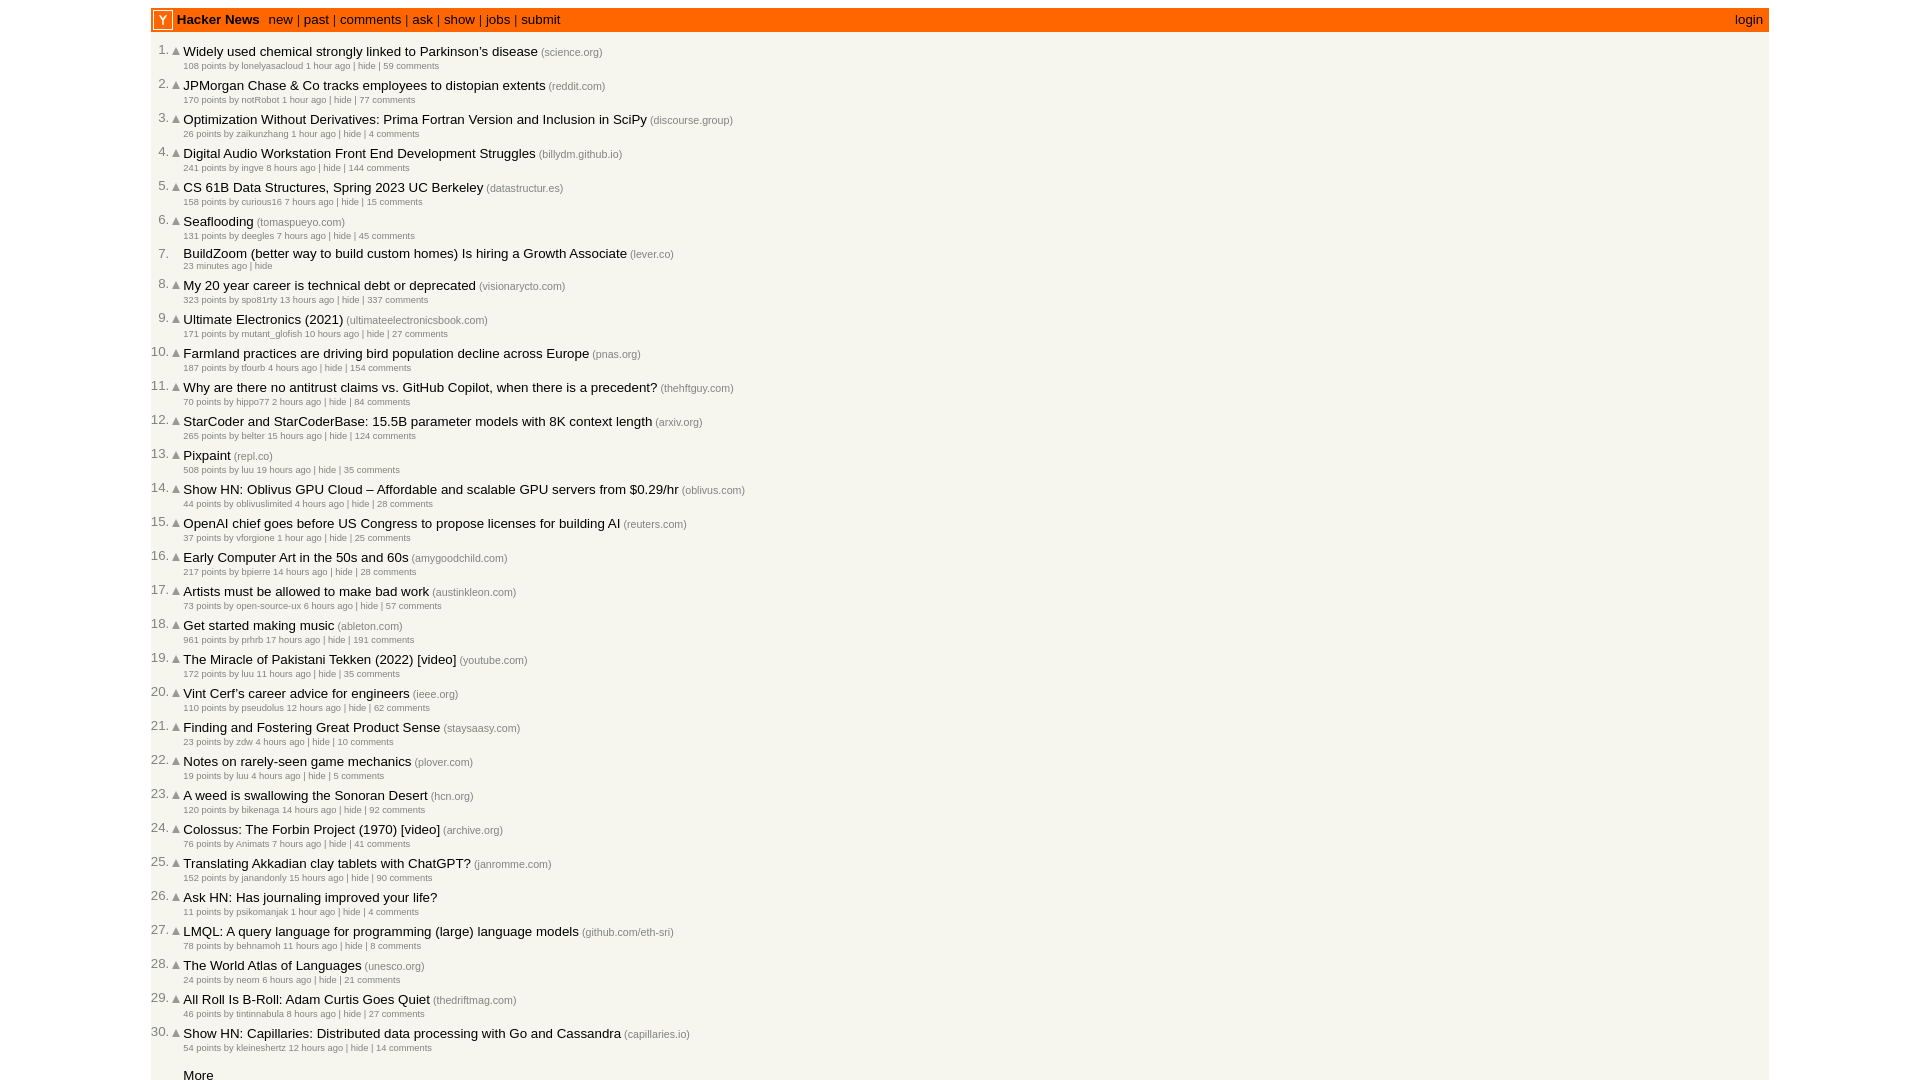 Y Hacker News new | past | comments | ask | show | jobs | submit login
1. ▲ Widely used chemical strongly linked to Parkinson’s disease (science.org)
108 points by lonelyasacloud 1 hour ago | hide | 59 comments
2. ▲ JPMorgan Chase & Co tracks employees to distopian extents (reddit.com)
170 points by notRobot 1 hour ago | hide | 77 comments
3. ▲ Optimization Without Derivatives: Prima Fortran Version and Inclusion in SciPy (discourse.group)
26 points by zaikunzhang 1 hour ago | hide | 4 comments
4. ▲ Digital Audio Workstation Front End Development Struggles (billydm.github.io)
241 points by ingve 8 hours ago | hide | 144 comments
5. ▲ CS 61B Data Structures, Spring 2023 UC Berkeley (datastructur.es)
158 points by curious16 7 hours ago | hide | 15 comments
6. ▲ Seaflooding (tomaspueyo.com)
131 points by deegles 7 hours ago | hide | 45 comments
7. BuildZoom (better way to build custom homes) Is hiring a Growth Associate (lever.co)
23 minutes ago | hide
8. ▲ My 20 year career is technical debt or deprecated (visionarycto.com)
323 points by spo81rty 13 hours ago | hide | 337 comments
9. ▲ Ultimate Electronics (2021) (ultimateelectronicsbook.com)
171 points by mutant_glofish 10 hours ago | hide | 27 comments
10. ▲ Farmland practices are driving bird population decline across Europe (pnas.org)
187 points by tfourb 4 hours ago | hide | 154 comments
11. ▲ Why are there no antitrust claims vs. GitHub Copilot, when there is a precedent? (thehftguy.com)
70 points by hippo77 2 hours ago | hide | 84 comments
12. ▲ StarCoder and StarCoderBase: 15.5B parameter models with 8K context length (arxiv.org)
265 points by belter 15 hours ago | hide | 124 comments
13. ▲ Pixpaint (repl.co)
508 points by luu 19 hours ago | hide | 35 comments
14. ▲ Show HN: Oblivus GPU Cloud – Affordable and scalable GPU servers from $0.29/hr (oblivus.com)
44 points by oblivuslimited 4 hours ago | hide | 28 comments
15. ▲ OpenAI chief goes before US Congress to propose licenses for building AI (reuters.com)
37 points by vforgione 1 hour ago | hide | 25 comments
16. ▲ Early Computer Art in the 50s and 60s (amygoodchild.com)
217 points by bpierre 14 hours ago | hide | 28 comments
17. ▲ Artists must be allowed to make bad work (austinkleon.com)
73 points by open-source-ux 6 hours ago | hide | 57 comments
18. ▲ Get started making music (ableton.com)
961 points by prhrb 17 hours ago | hide | 191 comments
19. ▲ The Miracle of Pakistani Tekken (2022) [video] (youtube.com)
172 points by luu 11 hours ago | hide | 35 comments
20. ▲ Vint Cerf’s career advice for engineers (ieee.org)
110 points by pseudolus 12 hours ago | hide | 62 comments
21. ▲ Finding and Fostering Great Product Sense (staysaasy.com)
23 points by zdw 4 hours ago | hide | 10 comments
22. ▲ Notes on rarely-seen game mechanics (plover.com)
19 points by luu 4 hours ago | hide | 5 comments
23. ▲ A weed is swallowing the Sonoran Desert (hcn.org)
120 points by bikenaga 14 hours ago | hide | 92 comments
24. ▲ Colossus: The Forbin Project (1970) [video] (archive.org)
76 points by Animats 7 hours ago | hide | 41 comments
25. ▲ Translating Akkadian clay tablets with ChatGPT? (janromme.com)
152 points by janandonly 15 hours ago | hide | 90 comments
26. ▲ Ask HN: Has journaling improved your life?
11 points by psikomanjak 1 hour ago | hide | 4 comments
27. ▲ LMQL: A query language for programming (large) language models (github.com/eth-sri)
78 points by behnamoh 11 hours ago | hide | 8 comments
28. ▲ The World Atlas of Languages (unesco.org)
24 points by neom 6 hours ago | hide | 21 comments
29. ▲ All Roll Is B-Roll: Adam Curtis Goes Quiet (thedriftmag.com)
46 points by tintinnabula 8 hours ago | hide | 27 comments
30. ▲ Show HN: Capillaries: Distributed data processing with Go and Cassandra (capillaries.io)
54 points by kleineshertz 12 hours ago | hide | 14 comments
More